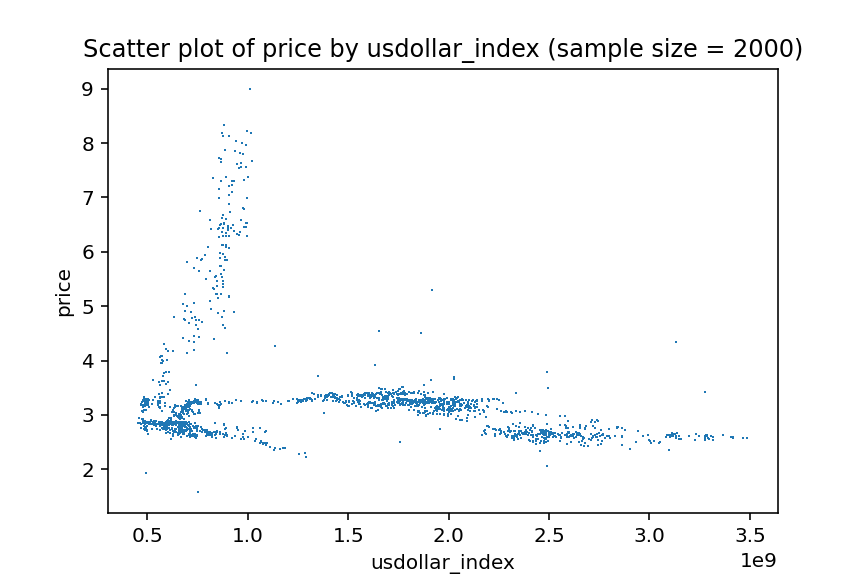 Scatter plot of price by usdollar_index (sample size = 2000)
9
8
7
6
5
4
3
2
price
0.5 1.0 1.5 2.0 2.5 3.0 3.5
1e9
usdollar_index